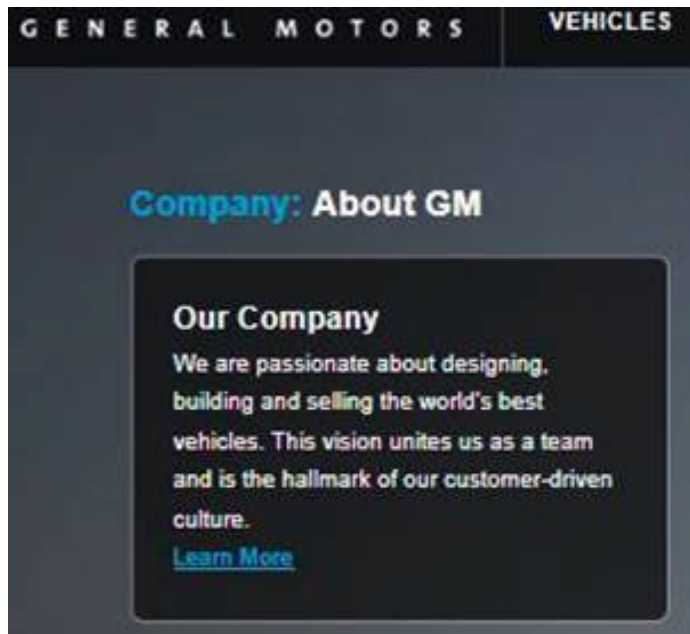 GENERAL MOTORS
VEHICLES
Company: About GM
Our Company
We are passionate about designing,
building and selling the world's best
vehicles. This vision unites us as a team
and is the hallmark of our customer-driven
culture.
Learn More